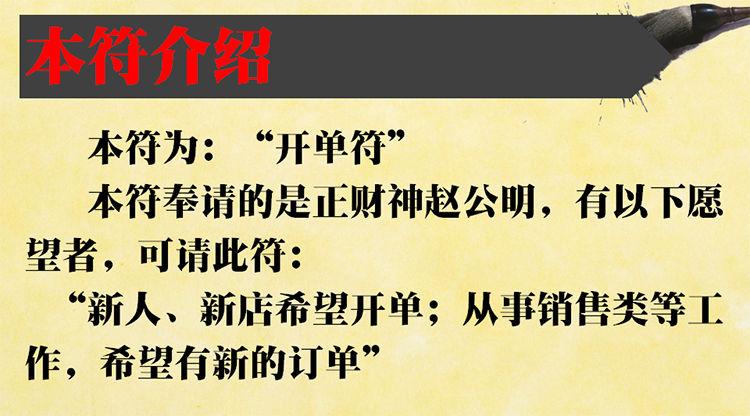 本符介绍
本符为：“开单符”
本符奉请的是正财神赵公明，有以下愿
望者，可请此符：
“新人、新店希望开单；从事销售类等工
作，希望有新的订单”